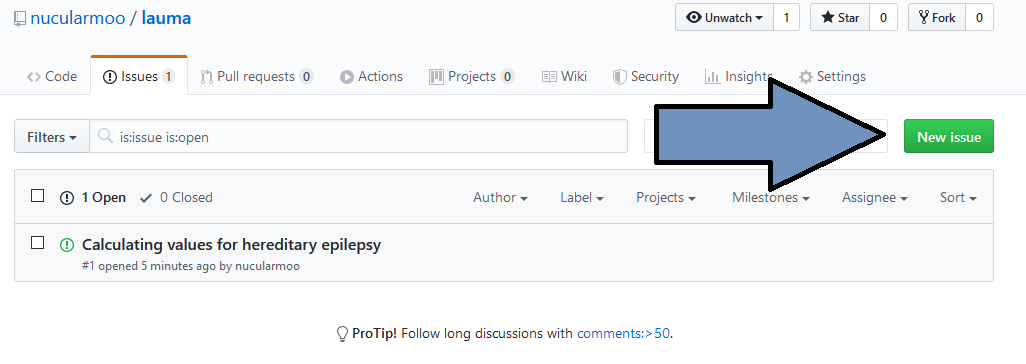 nucularmoo / lauma
Unwatch 1 Star 0 Fork 0
Code Issues 1 Pull requests 0 Actions Projects 0 Wiki Security Insights Settings
Filters is:issue is:open New issue
1 Open 0 Closed Author Label Projects Milestones Assignee Sort
Calculating values for hereditary epilepsy
#1 opened 5 minutes ago by nucularmoo
ProTip! Follow long discussions with comments:>50.